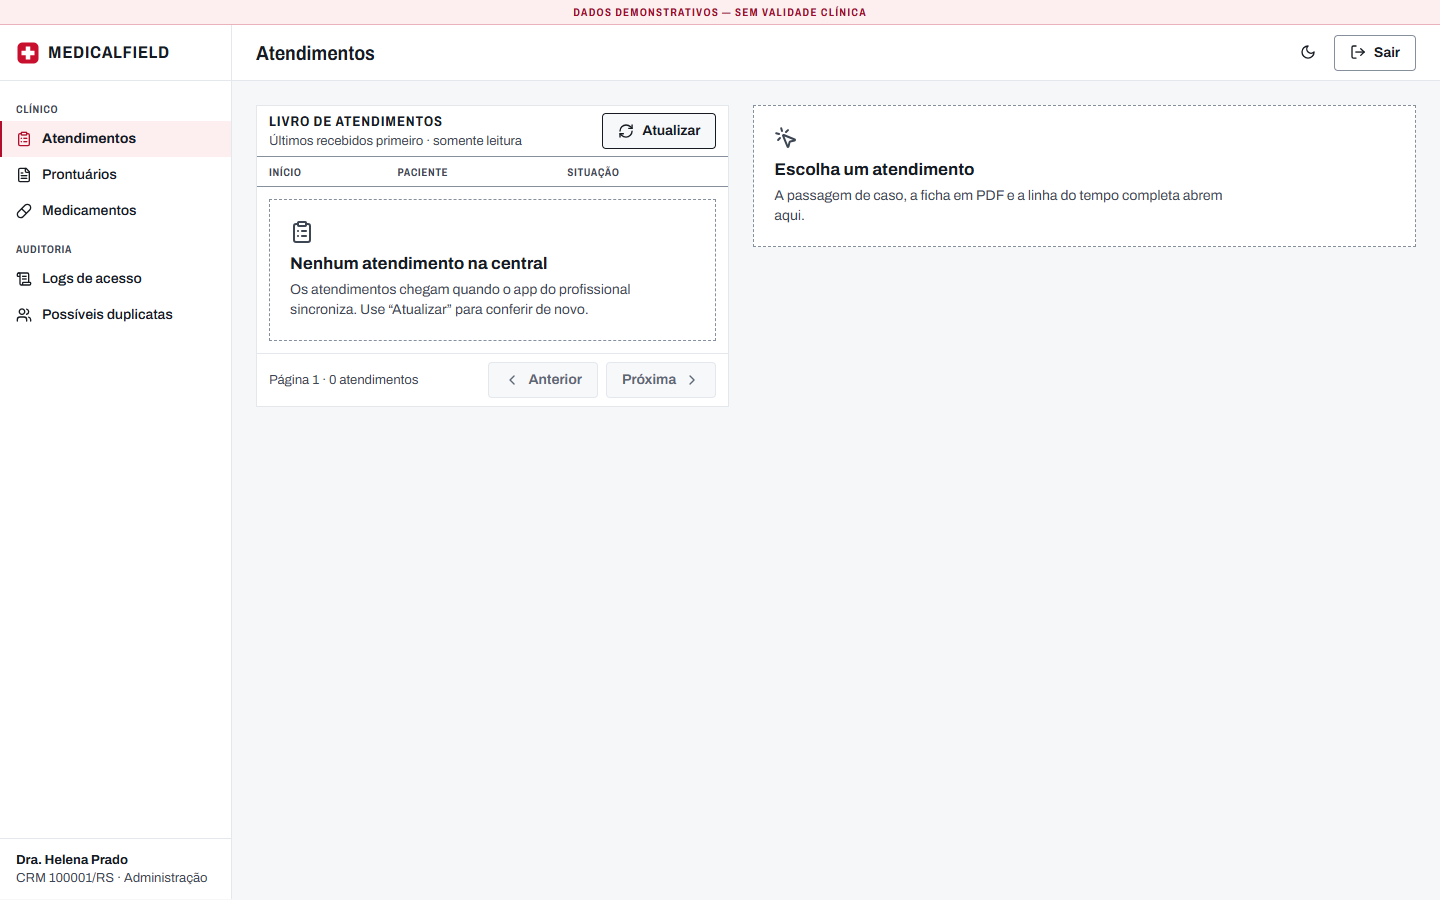 DADOS DEMONSTRATIVOS — SEM VALIDADE CLÍNICA
MEDICALFIELD
Atendimentos
Sair
CLÍNICO
Atendimentos
Prontuários
Medicamentos
AUDITORIA
Logs de acesso
Possíveis duplicatas
LIVRO DE ATENDIMENTOS
Últimos recebidos primeiro · somente leitura
Atualizar
INÍCIO PACIENTE SITUAÇÃO
Nenhum atendimento na central
Os atendimentos chegam quando o app do profissional
sincroniza. Use “Atualizar” para conferir de novo.
Página 1 · 0 atendimentos
Anterior
Próxima
Escolha um atendimento
A passagem de caso, a ficha em PDF e a linha do tempo completa abrem
aqui.
Dra. Helena Prado
CRM 100001/RS · Administração